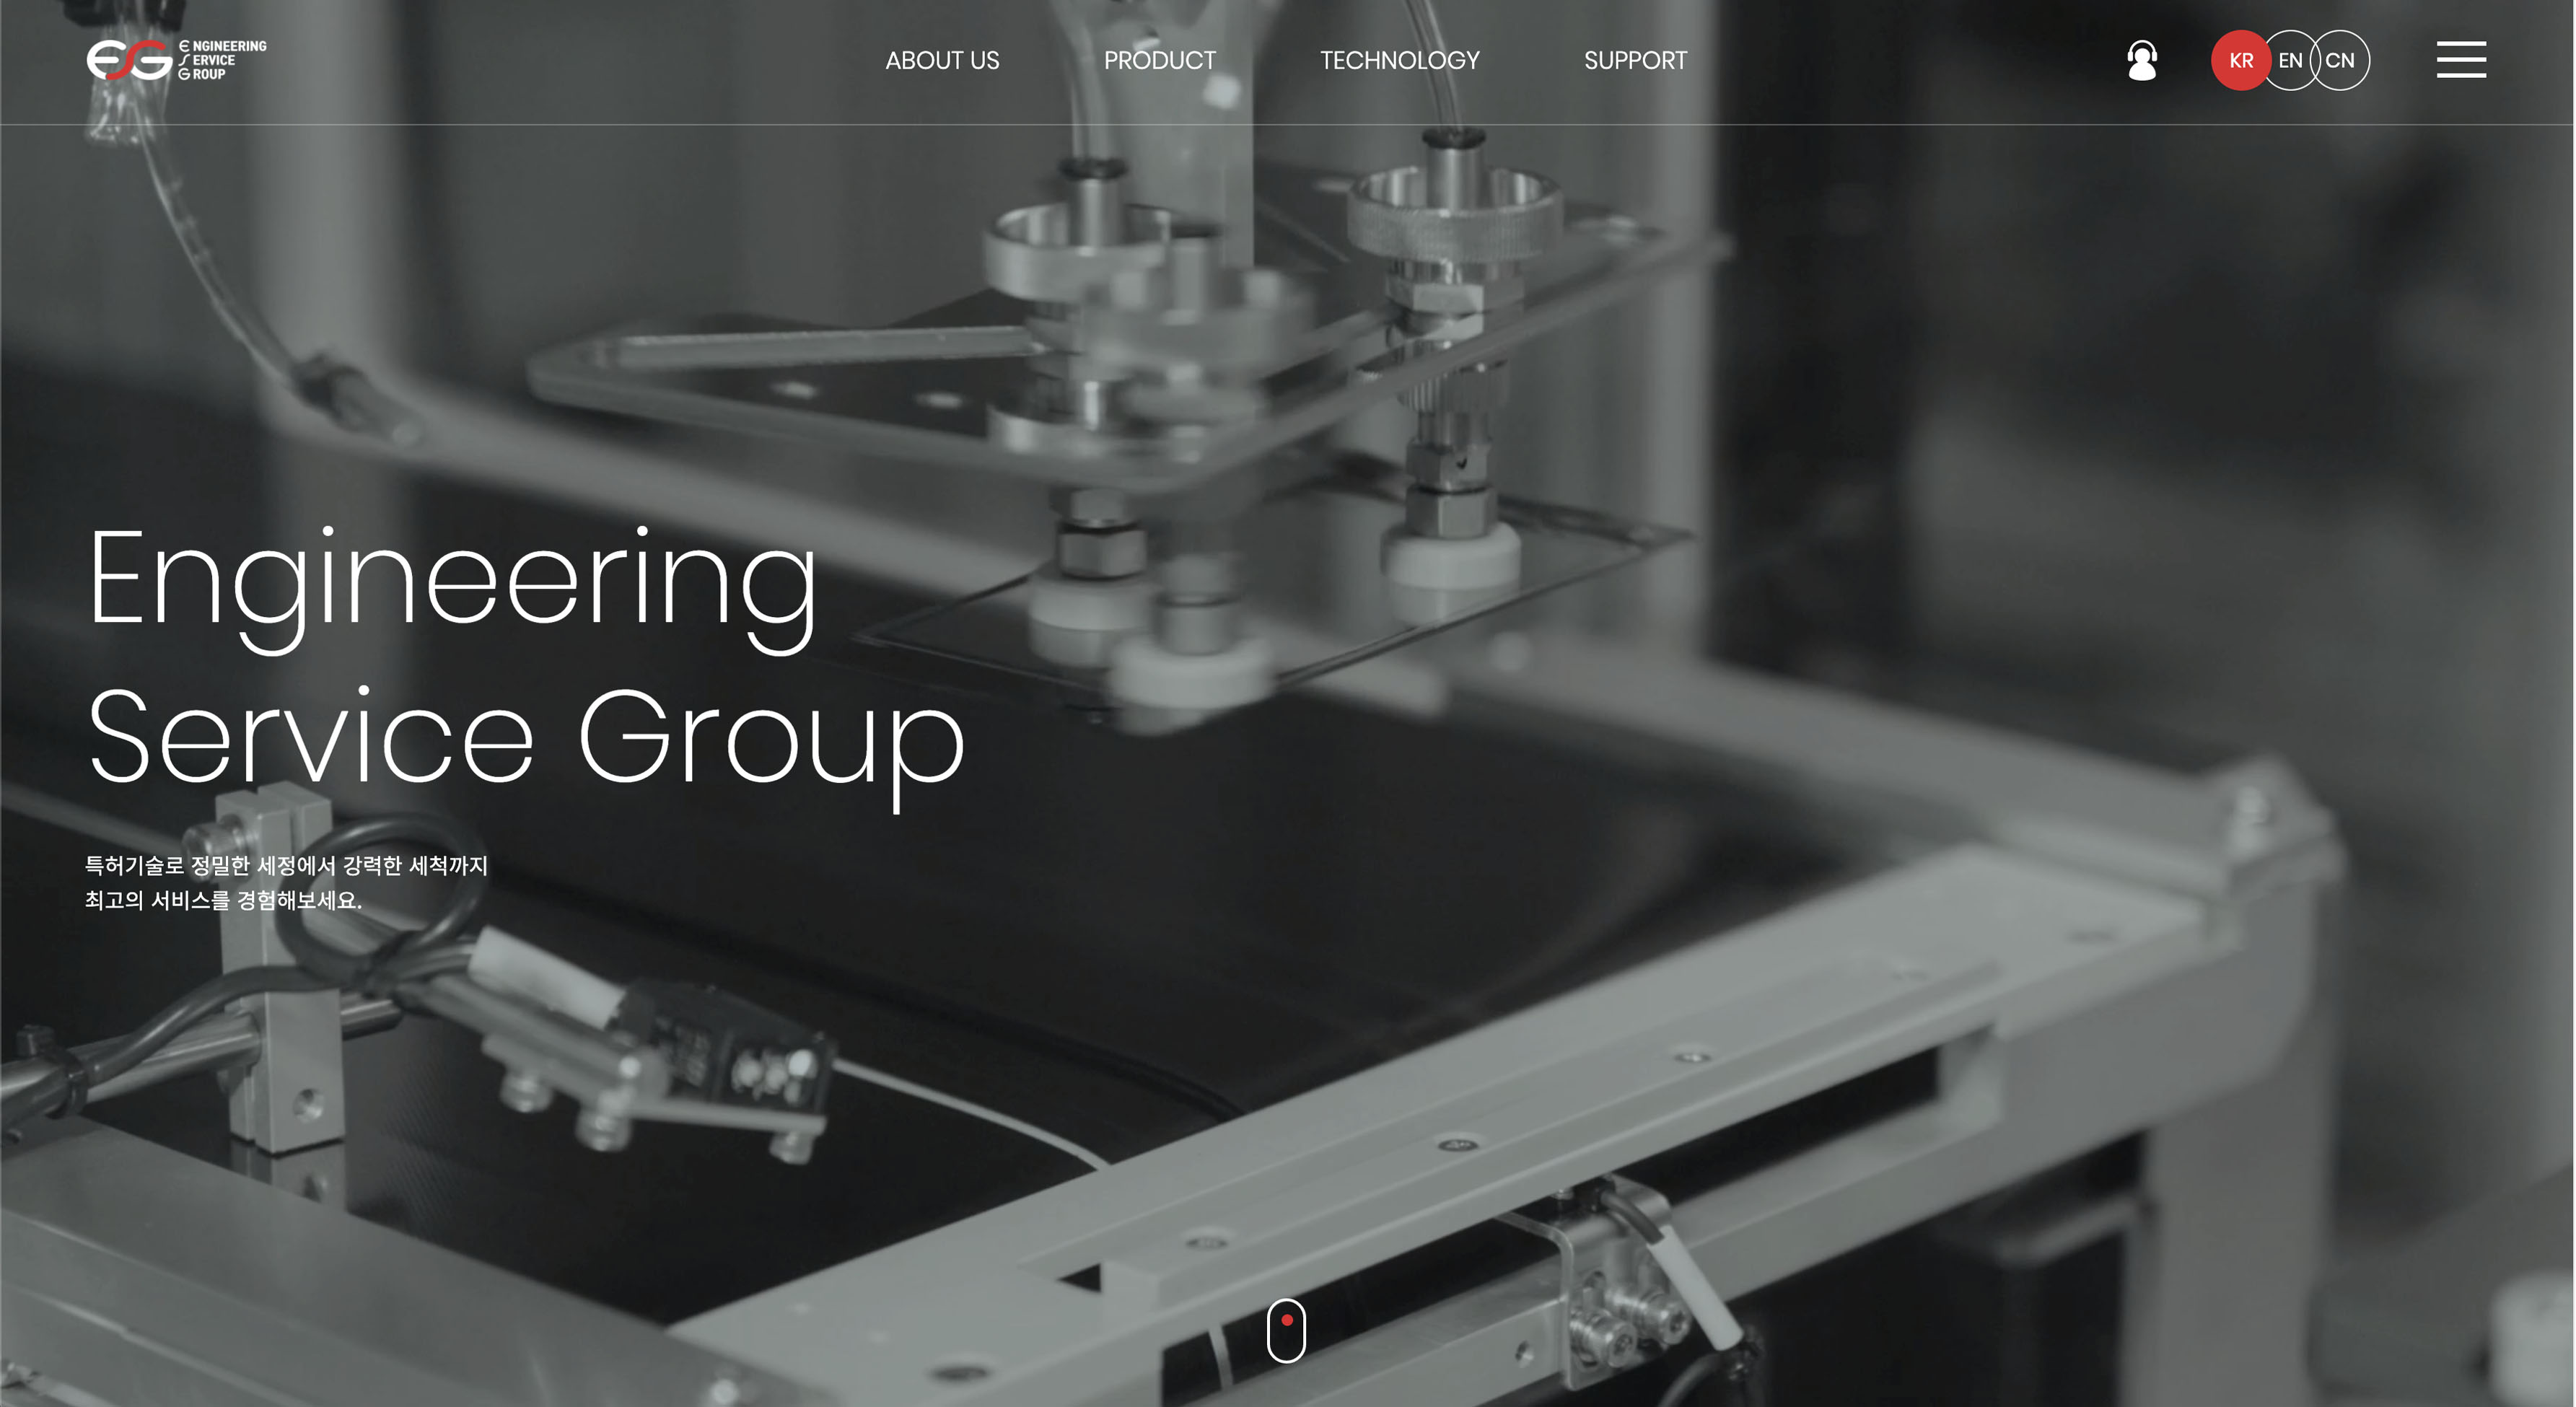 ESG
ENGINEERING
SERVICE
GROUP
ABOUT US
PRODUCT
TECHNOLOGY
SUPPORT
KR
EN
CN
Engineering
Service Group
특허기술로 정밀한 세정에서 강력한 세척까지
최고의 서비스를 경험해보세요.